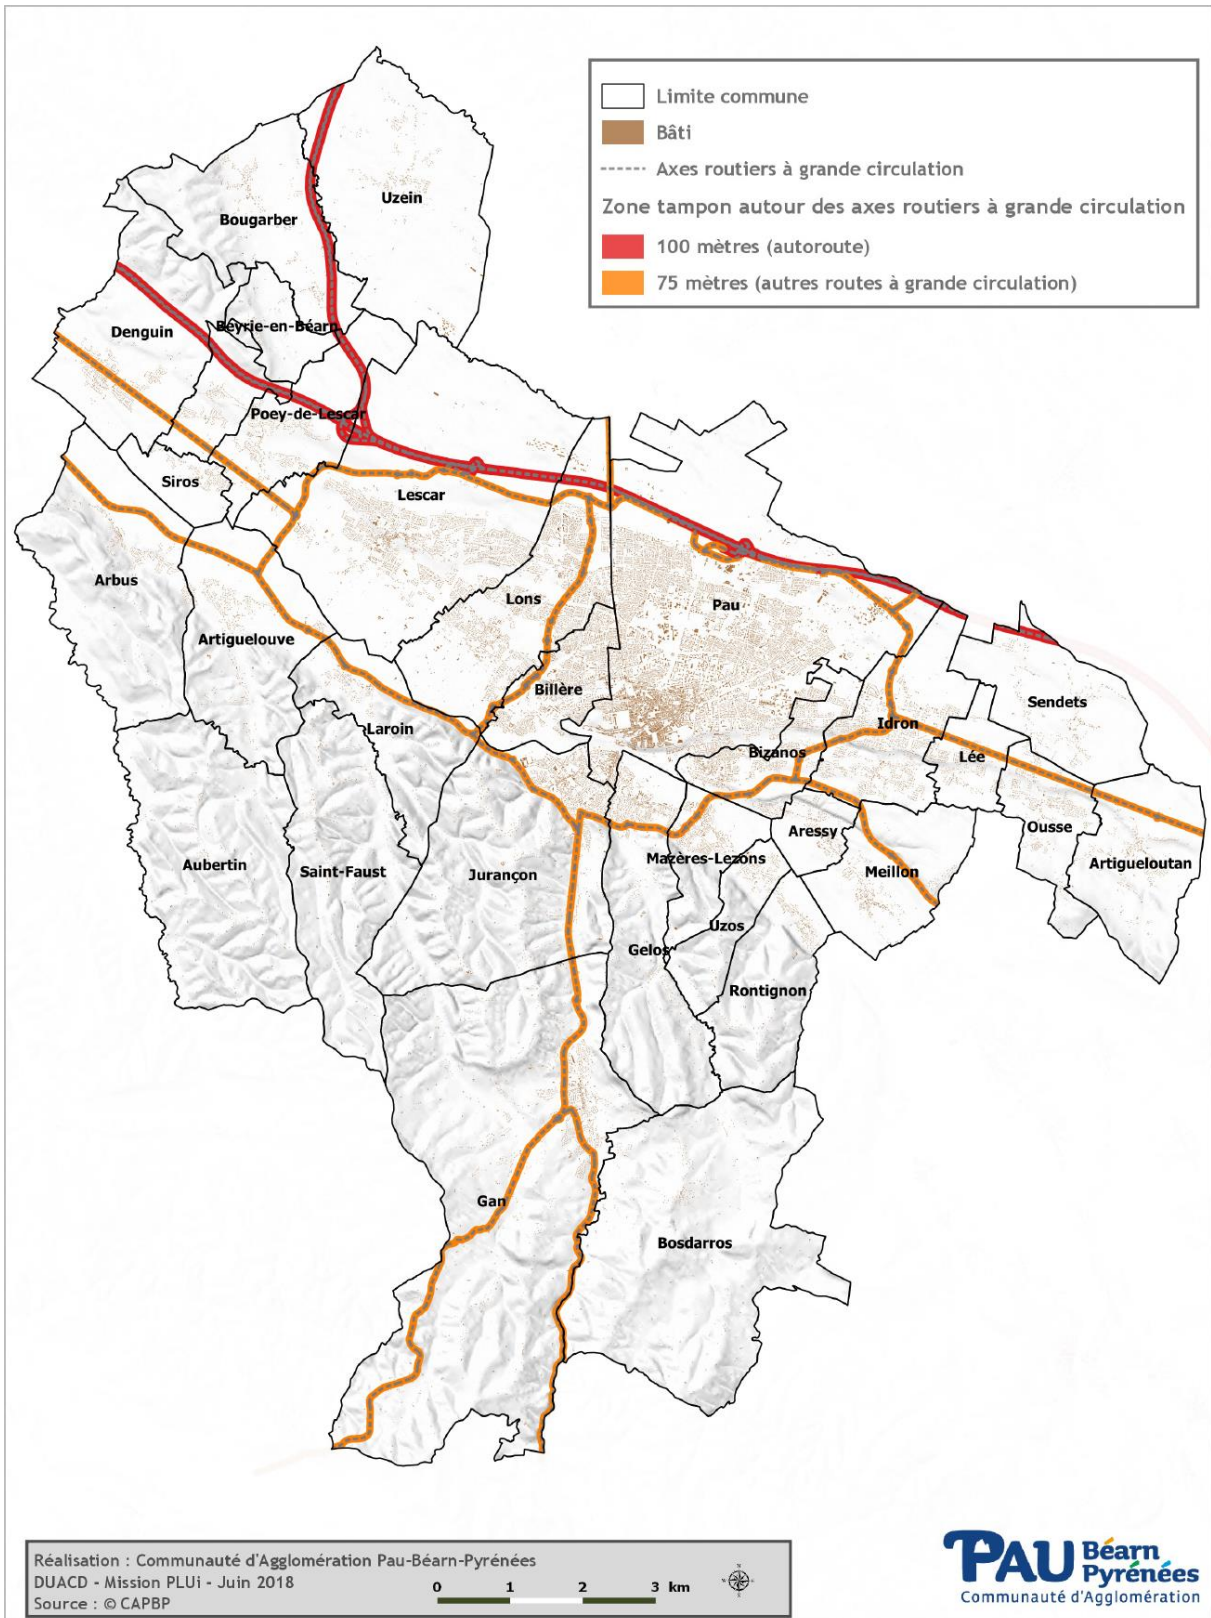 Limite commune
Bâti
Axes routiers à grande circulation
Zone tampon autour des axes routiers à grande circulation
100 mètres (autoroute)
75 mètres (autres routes à grande circulation)
Uzein
Bougarber
Denguin
Beyrie-en-Béarn
Poey-de-Lescar
Siros
Lescar
Arbus
Lons
Pau
Artiguelouve
Billère
Sendets
Laroin
Idron
Bizanos
Lée
Aressy
Ousse
Mazères-Lezons
Aubertin
Saint-Faust
Jurançon
Meillon
Artigueloutan
Uzos
Gelos
Rontignon
Gan
Bosdarros
Réalisation : Communauté d'Agglomération Pau-Béarn-Pyrénées
DUACD - Mission PLUi - Juin 2018
Source : © CAPBP
0 1 2 3 km
PAU Béarn
Pyrénées
Communauté d'Agglomération